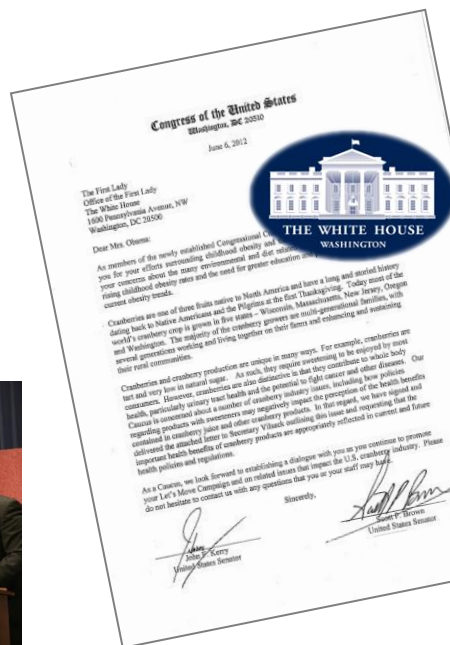 Congress of the United States
Washington, DC 20510
June 6, 2012
The First Lady
Office of the First Lady
The White House
1600 Pennsylvania Avenue, NW
Washington, DC 20500
Dear Mrs. Obama:
THE WHITE HOUSE
WASHINGTON
As members of the newly established Congressional
you for your efforts surrounding childhood obesity and
your concerns about the many environmental and diet
rising childhood obesity rates and the need for greater education
current obesity trends.
Cranberries are one of three fruits native to North America and have a long and storied history
dating back to Native Americans and the Pilgrims at the first Thanksgiving. Today most of the
world's cranberry crop is grown in five states – Wisconsin, Massachusetts, New Jersey, Oregon
and Washington. The majority of the cranberry growers are multi-generational families, with
several generations working and living together on their farms and enhancing and sustaining
their rural communities.
Cranberries and cranberry production are unique in many ways. For example, cranberries are
tart and very low in natural sugar. As such, they require sweetening to be enjoyed by most
consumers. However, cranberries are also distinctive in that they contribute to whole body
health, particularly urinary tract health and the potential to fight cancer and other diseases. Our
Caucus is concerned about a number of cranberry industry issues, including how policies
regarding products with sweeteners may negatively impact the perception of the health benefits
contained in cranberry juice and other cranberry products. In that regard, we have signed and
delivered the attached letter to Secretary Vilsack outlining this issue and requesting that the
important health benefits of cranberry products are appropriately reflected in current and future
health policies and regulations.
As a Caucus, we look forward to establishing a dialogue with you as you continue to promote
your Let's Move Campaign and on related issues that impact the U.S. cranberry industry. Please
do not hesitate to contact us with any questions that you or your staff may have.
Sincerely,
John F. Kerry
United States Senator
Scott P. Brown
United States Senator